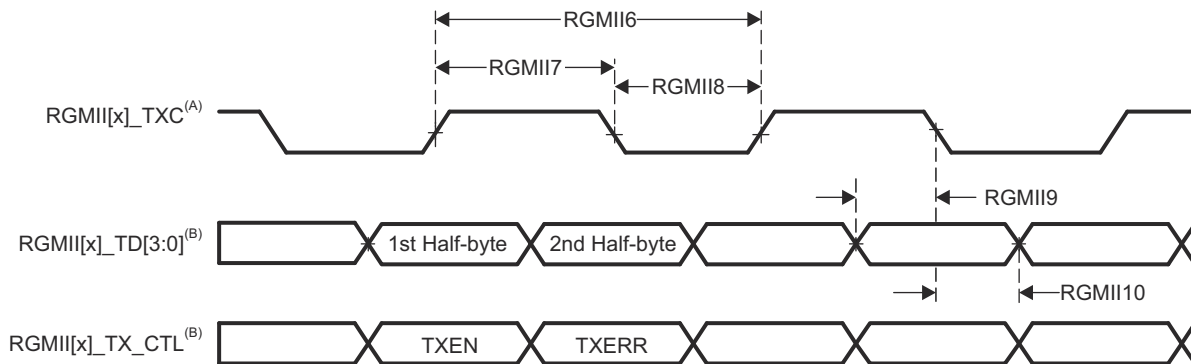 RGMII6
RGMII7
RGMII8
RGMII[x]_TXC(A)
RGMII9
RGMII[x]_TD[3:0](B)
1st Half-byte
2nd Half-byte
RGMII10
RGMII[x]_TX_CTL(B)
TXEN
TXERR